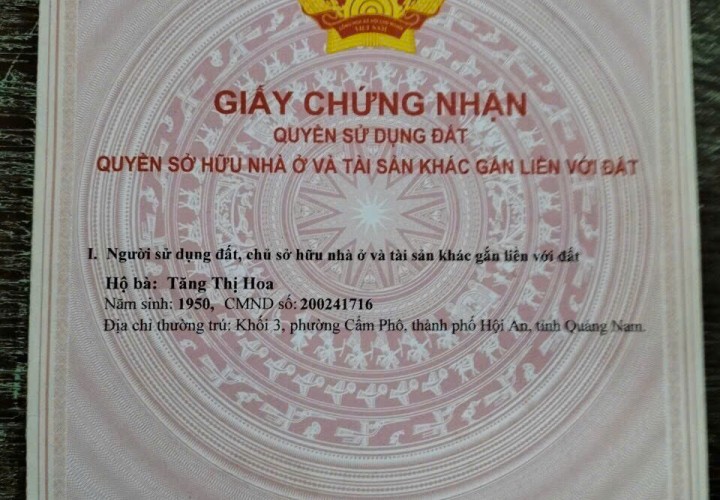 VIỆT NAM
GIẤY CHỨNG NHẬN
QUYỀN SỬ DỤNG ĐẤT
QUYỀN SỞ HỮU NHÀ Ở VÀ TÀI SẢN KHÁC GẮN LIỀN VỚI ĐẤT
I. Người sử dụng đất, chủ sở hữu nhà ở và tài sản khác gắn liền với đất
Hộ bà: Tăng Thị Hoa
Năm sinh: 1950, CMND số: 200241716
Địa chỉ thường trú: Khối 3, phường Cẩm Phô, thành phố Hội An, tỉnh Quảng Nam.